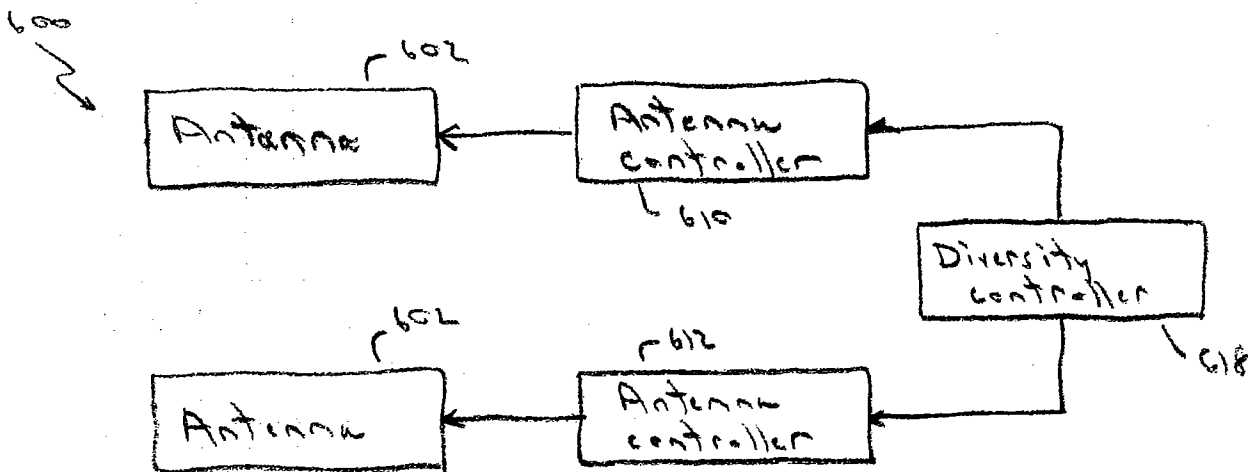 600
602
Antenna
Antenna
controller
610
Diversity
controller
618
602
Antenna
612
Antenna
controller